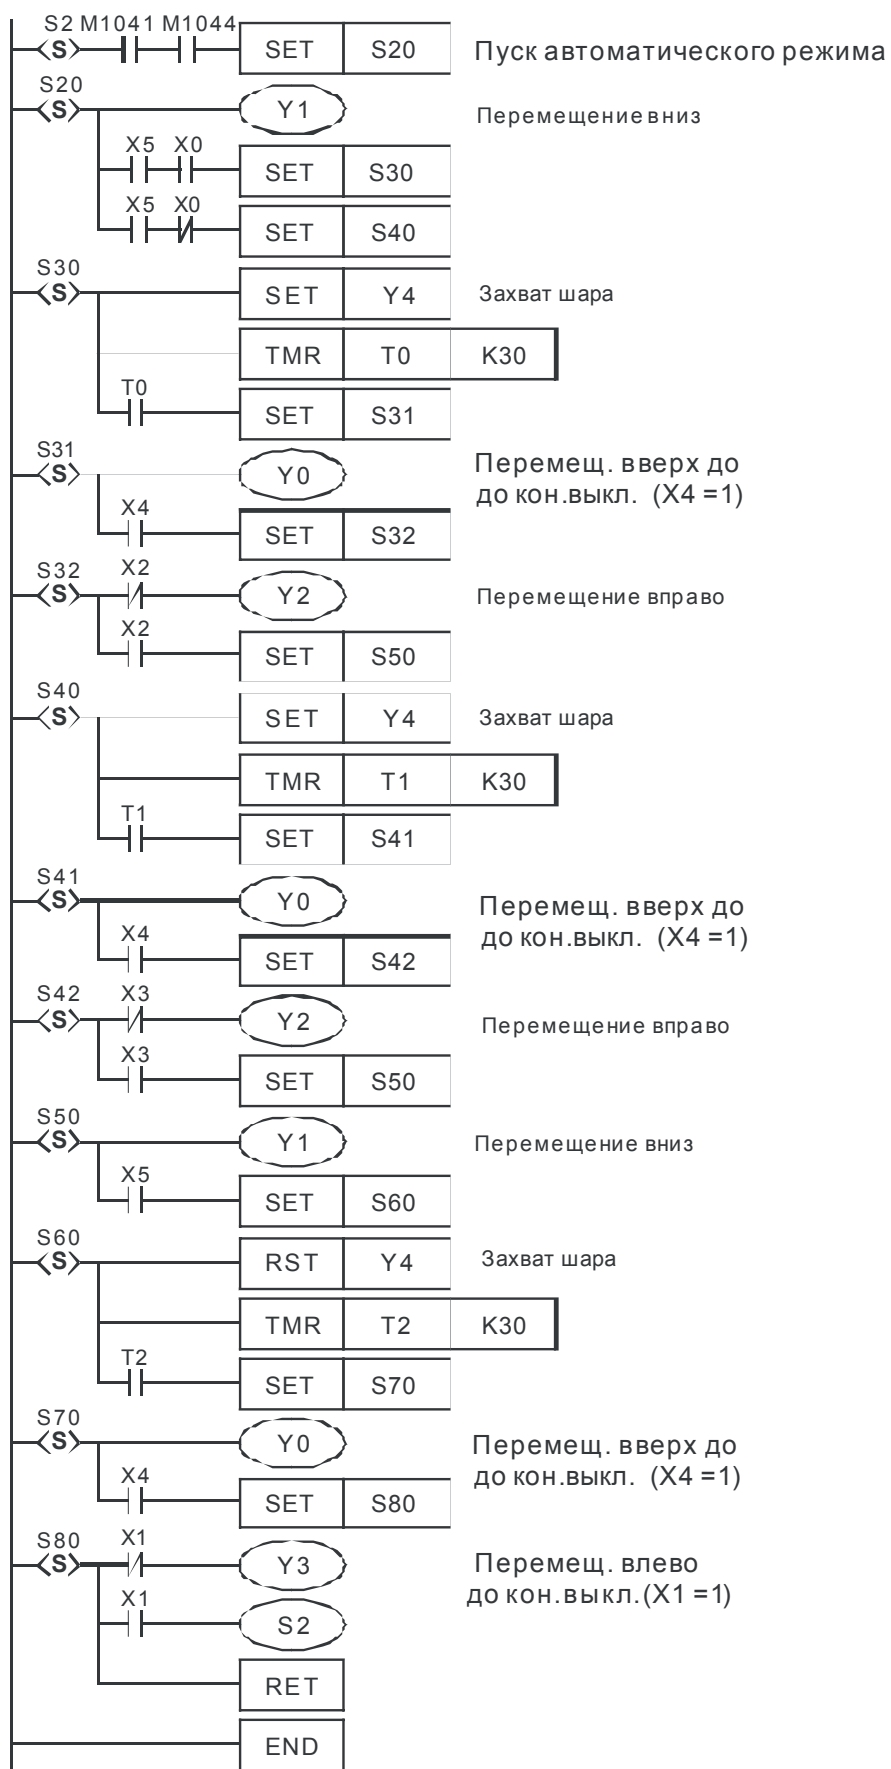 S2 M1041 M1044
S SET S20 Пуск автоматического режима
S20
S Y1 Перемещение вниз
X5 X0
SET S30
X5 X0
SET S40
S30
S SET Y4 Захват шара
TMR T0 K30
T0
SET S31
S31
S Y0 Перемещ. вверх до
до кон.выкл. (X4 =1)
X4
SET S32
S32 X2
S Y2 Перемещение вправо
X2
SET S50
S40
S SET Y4 Захват шара
TMR T1 K30
T1
SET S41
S41
S Y0 Перемещ. вверх до
до кон.выкл. (X4 =1)
X4
SET S42
S42 X3
S Y2 Перемещение вправо
X3
SET S50
S50
S Y1 Перемещение вниз
X5
SET S60
S60
S RST Y4 Захват шара
TMR T2 K30
T2
SET S70
S70
S Y0 Перемещ. вверх до
до кон.выкл. (X4 =1)
X4
SET S80
S80 X1
S Y3 Перемещ. влево
до кон.выкл.(X1 =1)
X1
S2
RET
END